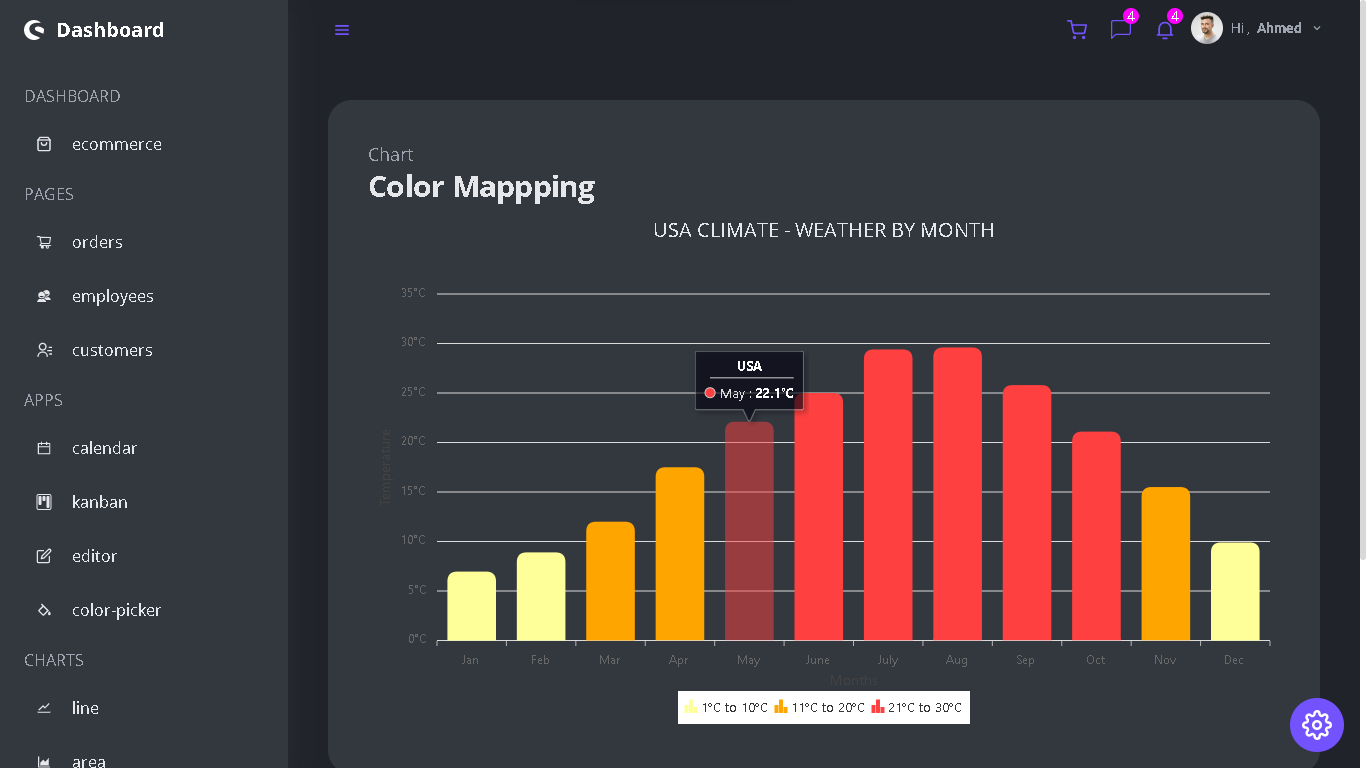 Dashboard
4
4
Hi, Ahmed
DASHBOARD
ecommerce
PAGES
orders
employees
customers
APPS
calendar
kanban
editor
color-picker
CHARTS
line
area
Chart
Color Mappping
USA CLIMATE - WEATHER BY MONTH
35°C
30°C
25°C
20°C
15°C
10°C
5°C
0°C
Temperature
USA
May : 22.1°C
Jan Feb Mar Apr May June July Aug Sep Oct Nov Dec
Months
1°C to 10°C 11°C to 20°C 21°C to 30°C